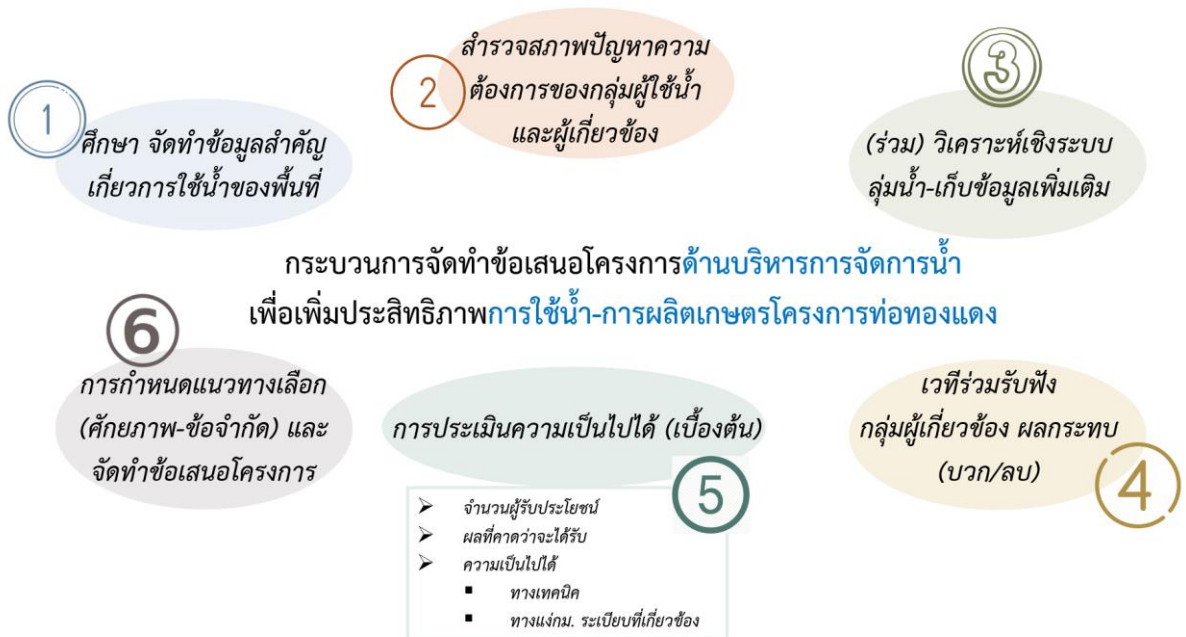 1
ศึกษา จัดทำข้อมูลสำคัญ
เกี่ยวการใช้น้ำของพื้นที่
2
สำรวจสภาพปัญหาความ
ต้องการของกลุ่มผู้ใช้น้ำ
และผู้เกี่ยวข้อง
3
(ร่วม) วิเคราะห์เชิงระบบ
ลุ่มน้ำ-เก็บข้อมูลเพิ่มเติม
กระบวนการจัดทำข้อเสนอโครงการด้านบริหารการจัดการน้ำ
เพื่อเพิ่มประสิทธิภาพการใช้น้ำ-การผลิตเกษตรโครงการท่อทองแดง
เวทีร่วมรับฟัง
กลุ่มผู้เกี่ยวข้อง ผลกระทบ
(บวก/ลบ)
4
การประเมินความเป็นไปได้ (เบื้องต้น)
5
➢ จำนวนผู้รับประโยชน์
➢ ผลที่คาดว่าจะได้รับ
➢ ความเป็นไปได้
▪ ทางเทคนิค
▪ ทางแง่กม. ระเบียบที่เกี่ยวข้อง
6
การกำหนดแนวทางเลือก
(ศักยภาพ-ข้อจำกัด) และ
จัดทำข้อเสนอโครงการ